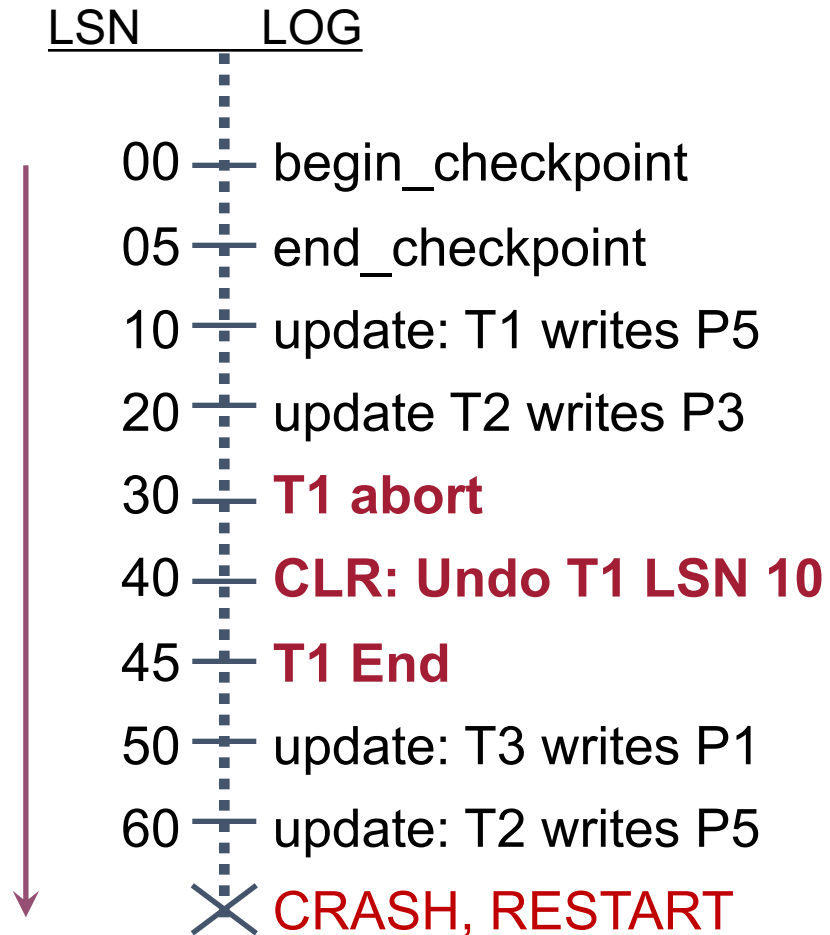 LSN LOG
00 begin_checkpoint
05 end_checkpoint
10 update: T1 writes P5
20 update T2 writes P3
30 T1 abort
40 CLR: Undo T1 LSN 10
45 T1 End
50 update: T3 writes P1
60 update: T2 writes P5
CRASH, RESTART